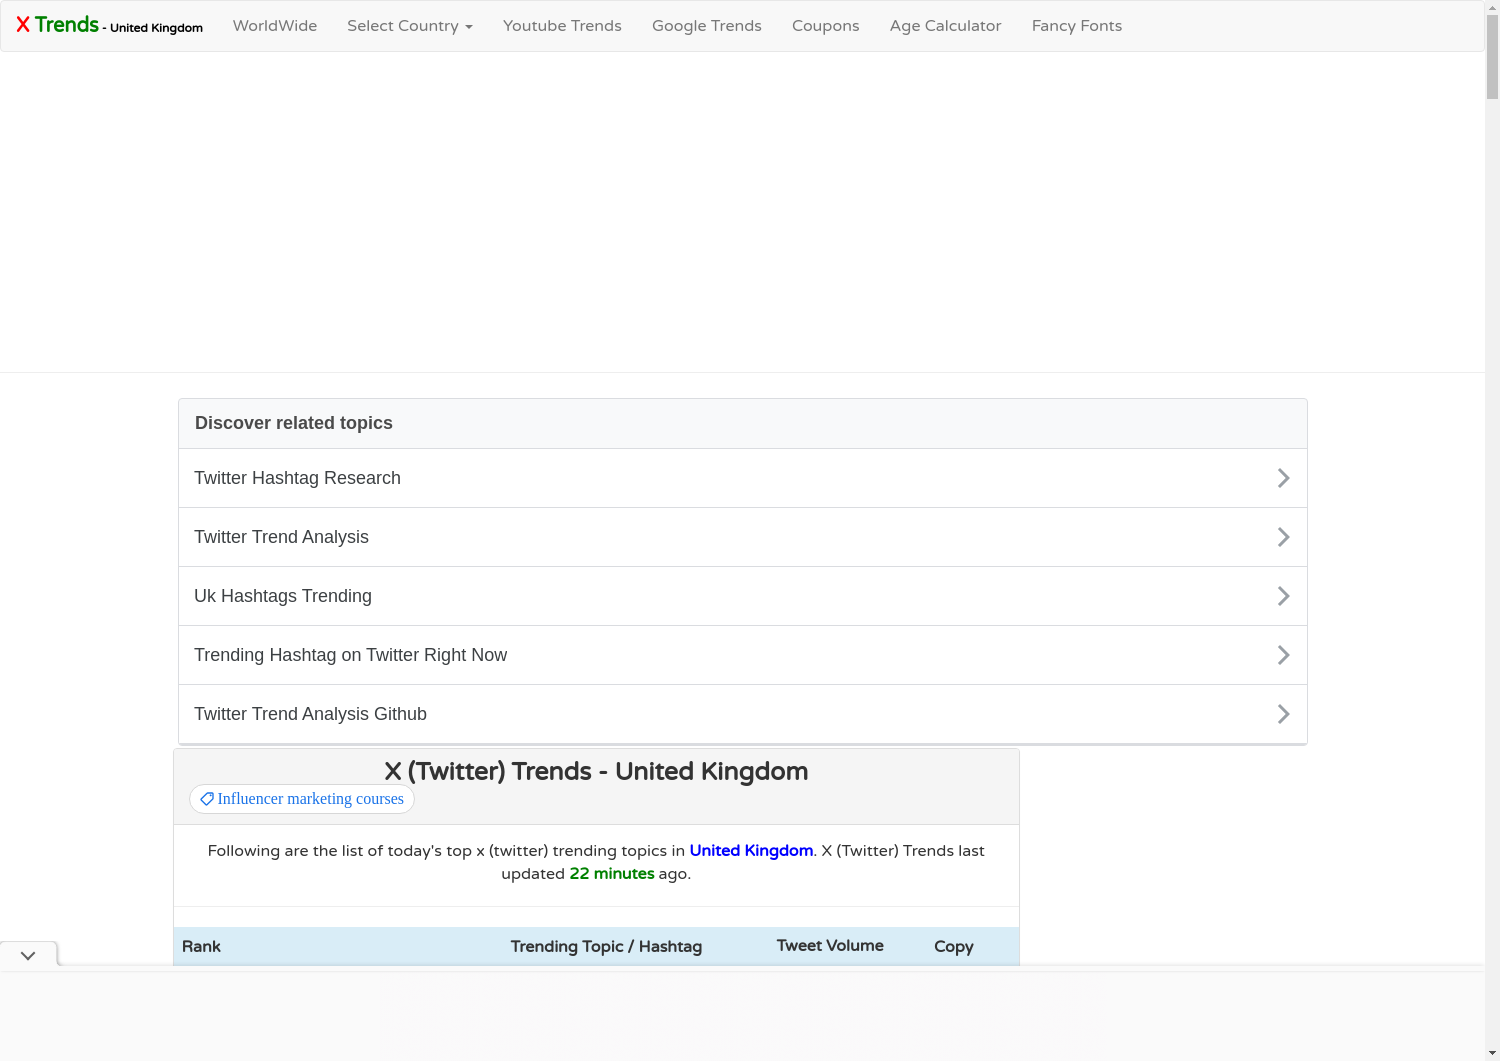 X Trends - United Kingdom WorldWide Select Country Youtube Trends Google Trends Coupons Age Calculator Fancy Fonts
Discover related topics
Twitter Hashtag Research
Twitter Trend Analysis
Uk Hashtags Trending
Trending Hashtag on Twitter Right Now
Twitter Trend Analysis Github
X (Twitter) Trends - United Kingdom
Influencer marketing courses
Following are the list of today's top x (twitter) trending topics in United Kingdom. X (Twitter) Trends last
updated 22 minutes ago.
Rank Trending Topic / Hashtag Tweet Volume Copy